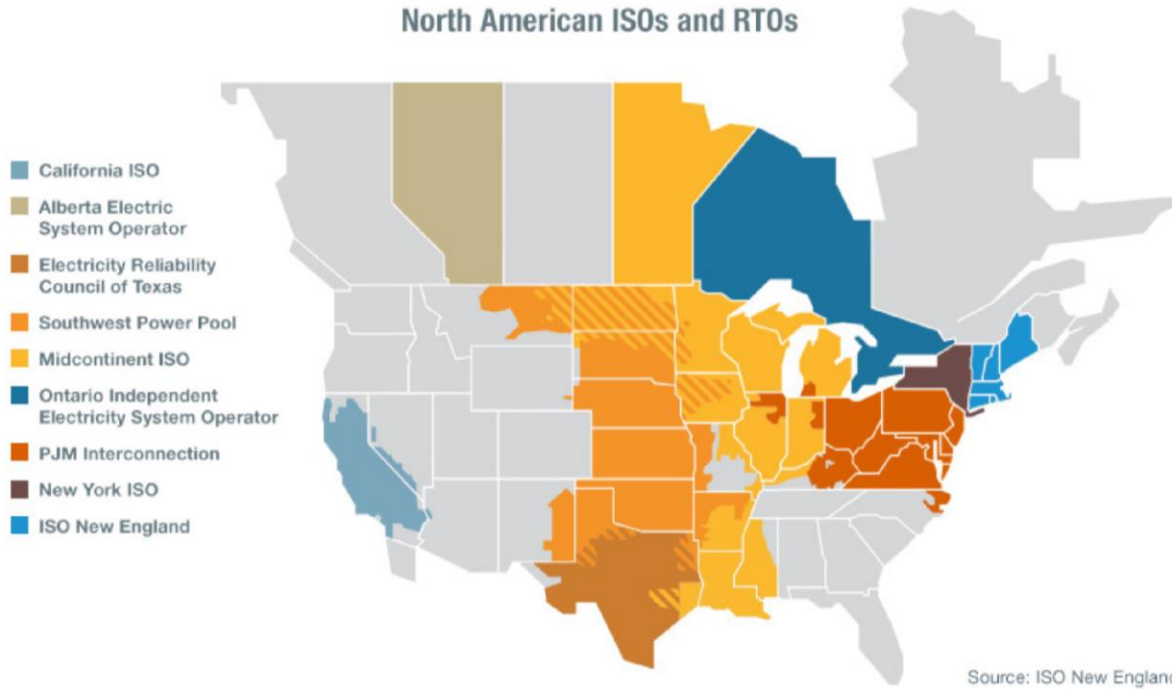 North American ISOs and RTOs
California ISO
Alberta Electric
System Operator
Electricity Reliability
Council of Texas
Southwest Power Pool
Midcontinent ISO
Ontario Independent
Electricity System Operator
PJM Interconnection
New York ISO
ISO New England
Source: ISO New England